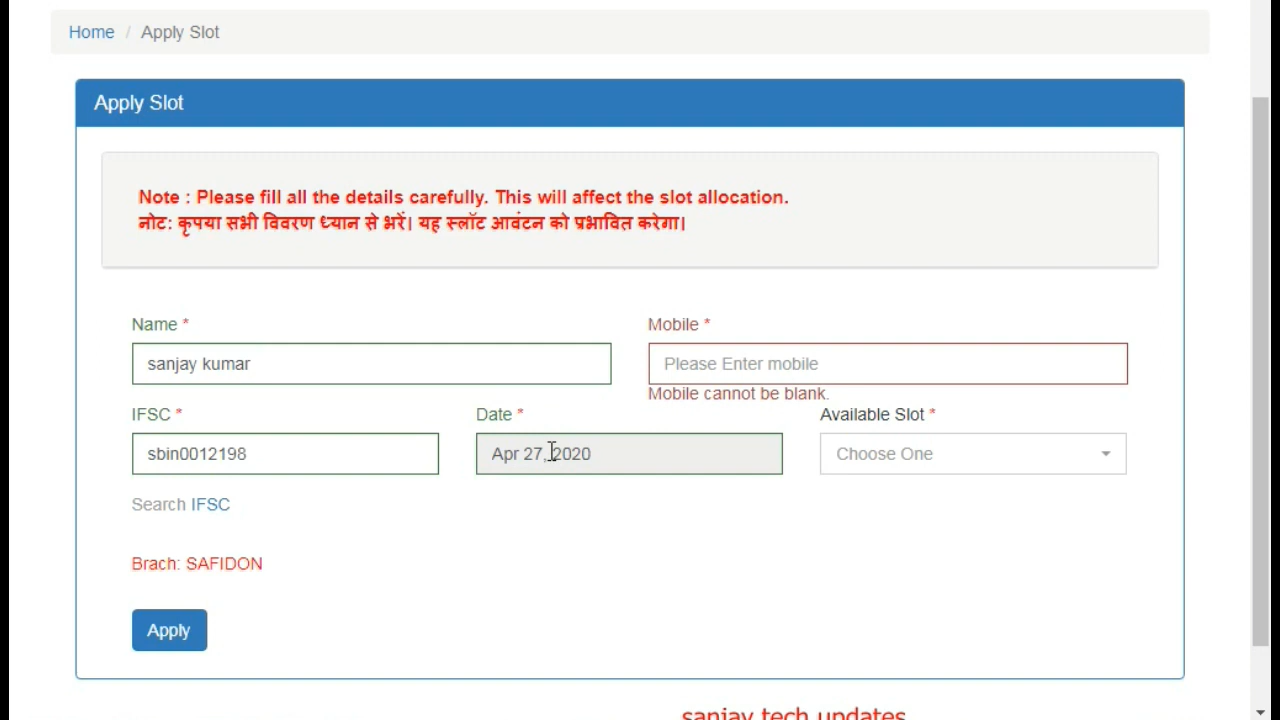 Home / Apply Slot
Apply Slot
Note : Please fill all the details carefully. This will affect the slot allocation.
नोट: कृपया सभी विवरण ध्यान से भरें। यह स्लॉट आवंटन को प्रभावित करेगा।
Name * Mobile *
sanjay kumar Please Enter mobile
Mobile cannot be blank.
IFSC * Date * Available Slot *
sbin0012198 Apr 27, 2020 Choose One
Search IFSC
Brach: SAFIDON
Apply
sanjay tech updates